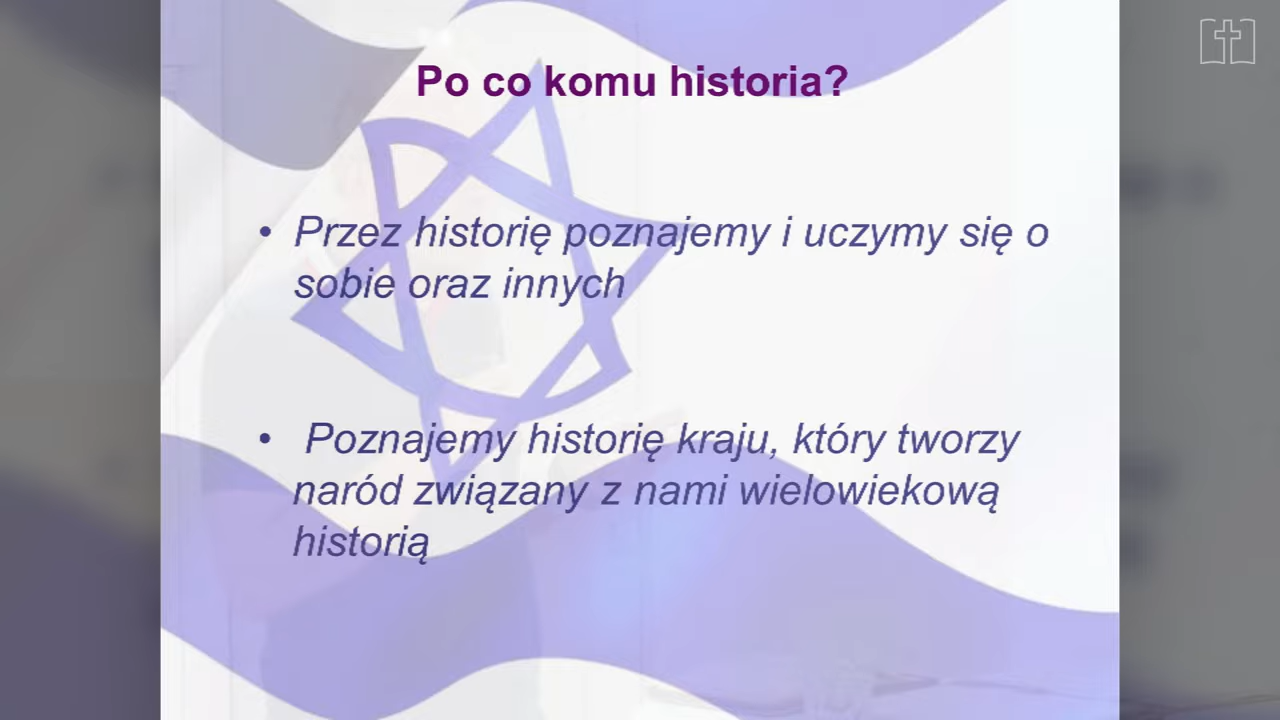 Po co komu historia?
• Przez historię poznajemy i uczymy się o
sobie oraz innych
• Poznajemy historię kraju, który tworzy
naród związany z nami wielowiekową
historią